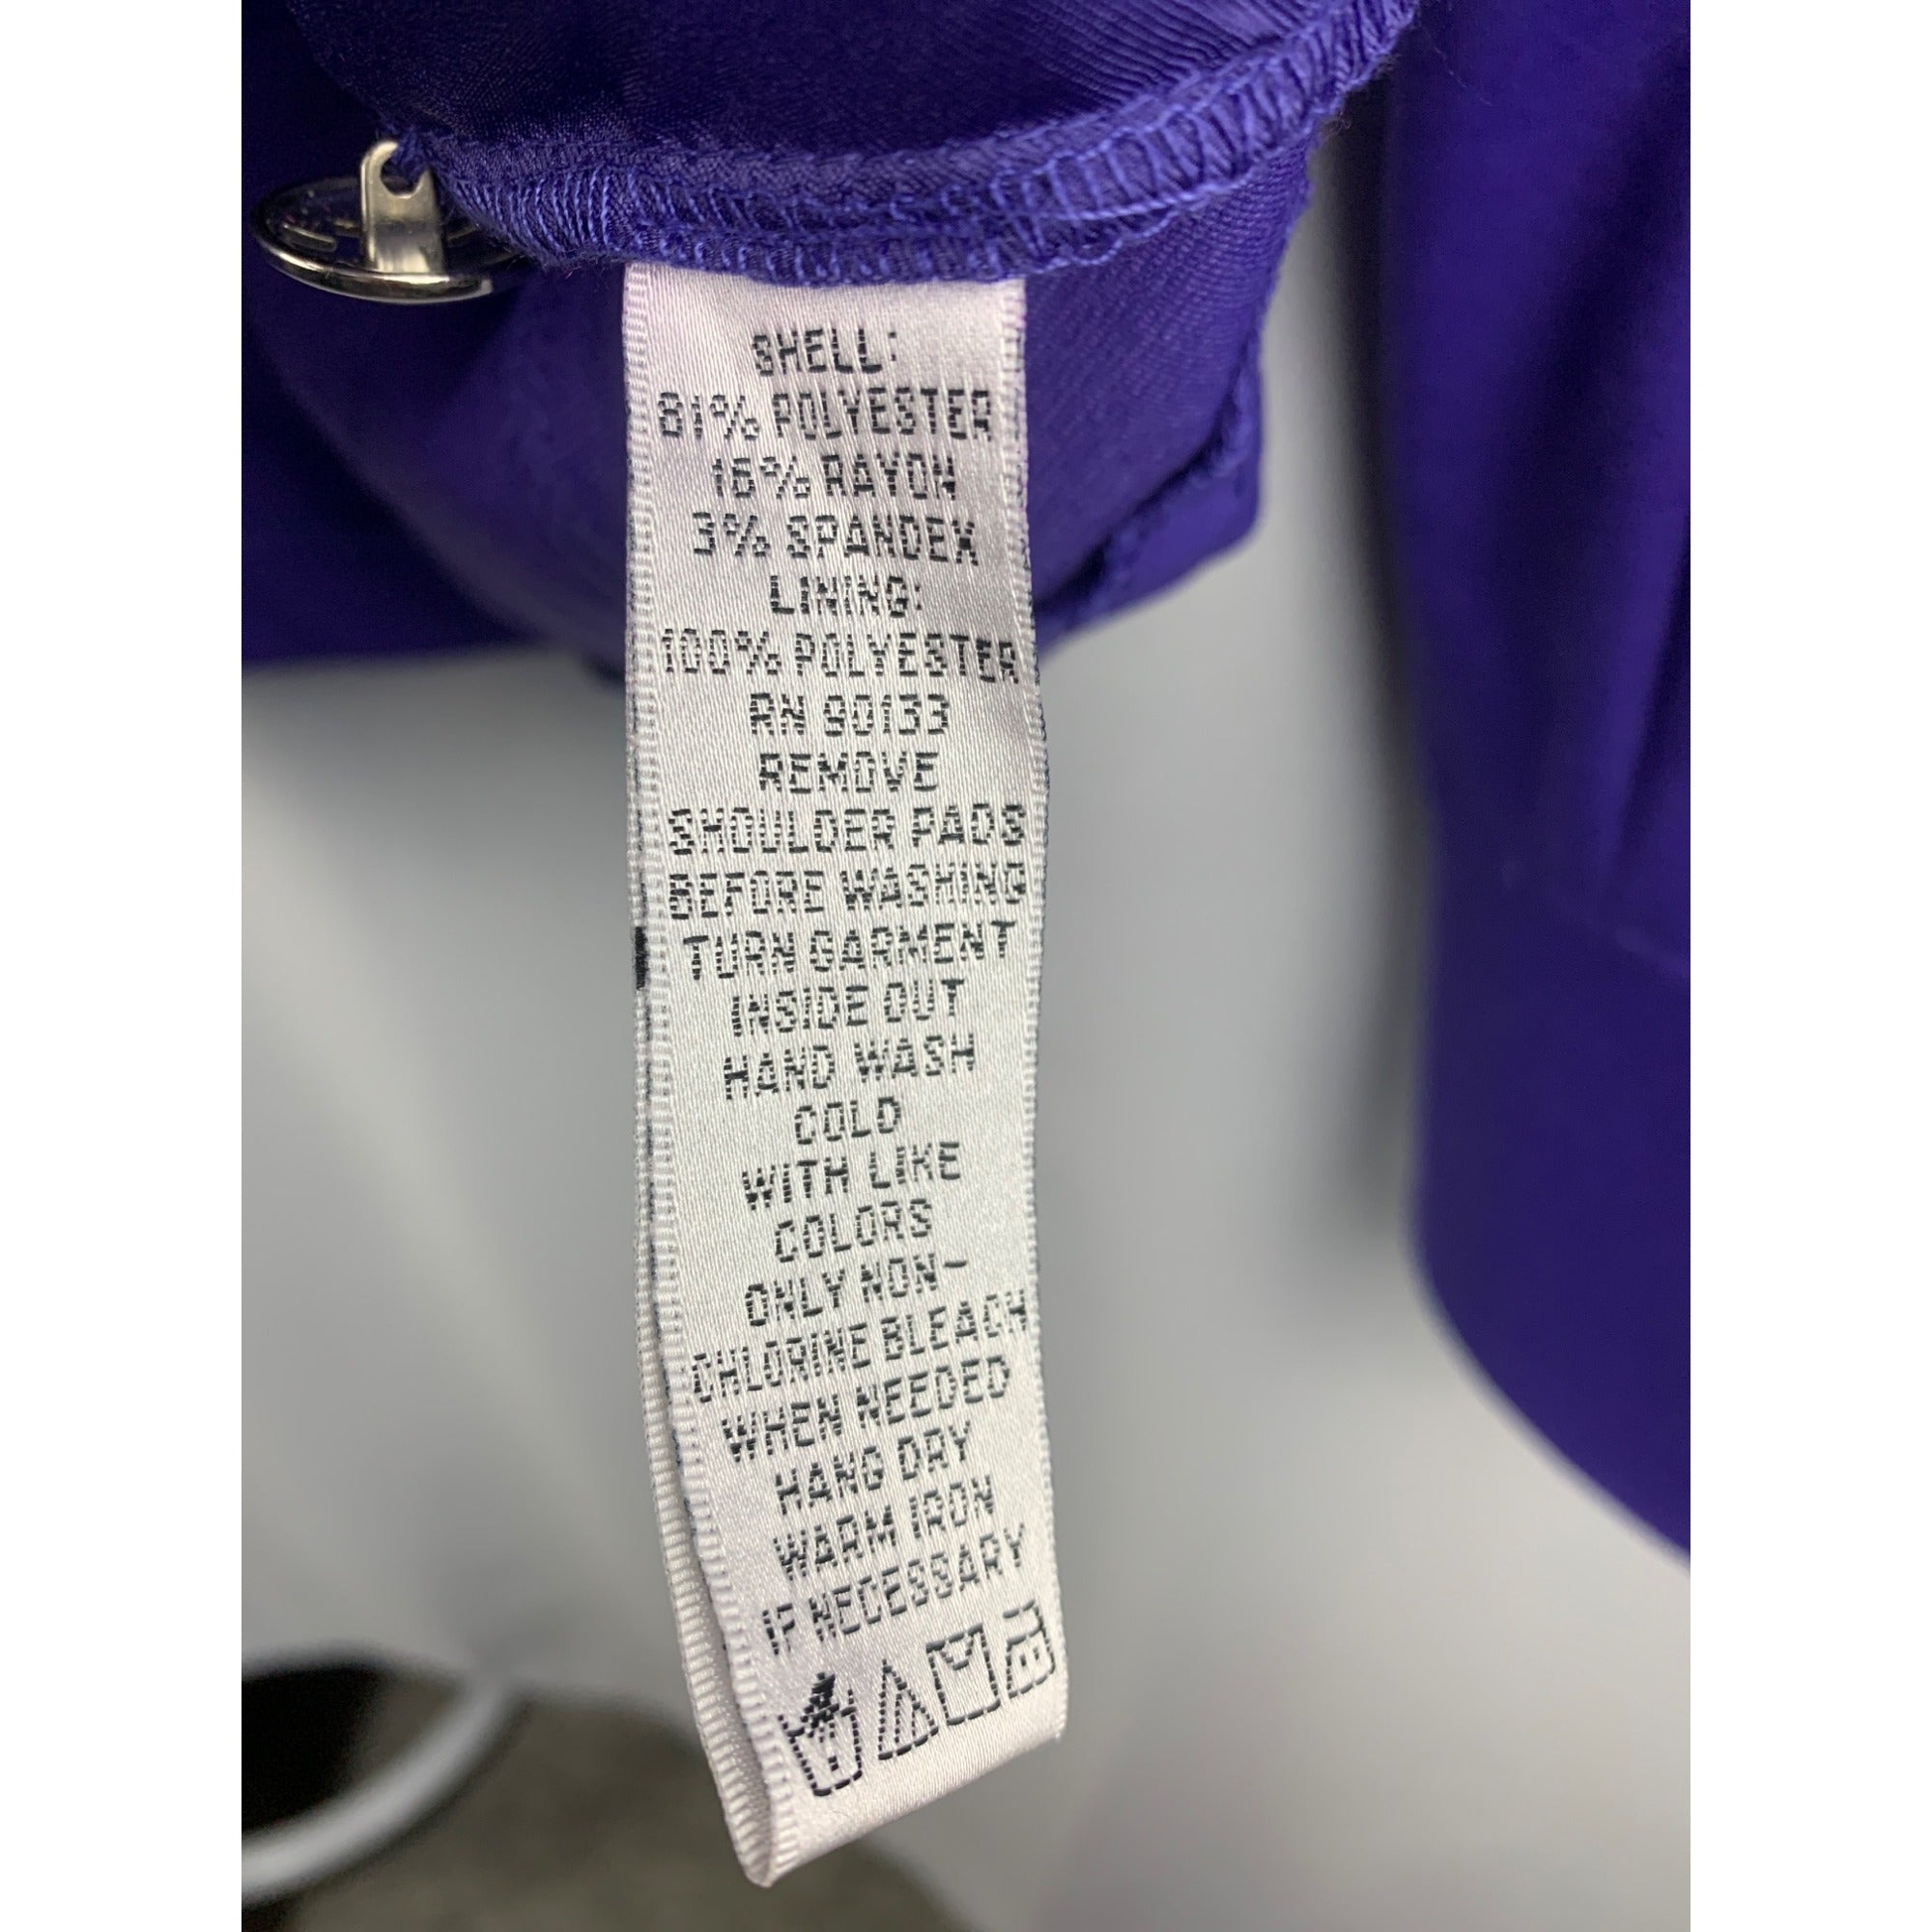 SHELL:
81% POLYESTER
16% RAYON
3% SPANDEX
LINING:
100% POLYESTER
RN 90133
REMOVE
SHOULDER PADS
BEFORE WASHING
TURN GARMENT
INSIDE OUT
HAND WASH
COLD
WITH LIKE
COLORS
ONLY NON-
CHLORINE BLEACH
WHEN NEEDED
HANG DRY
WARM IRON
IF NECESSARY